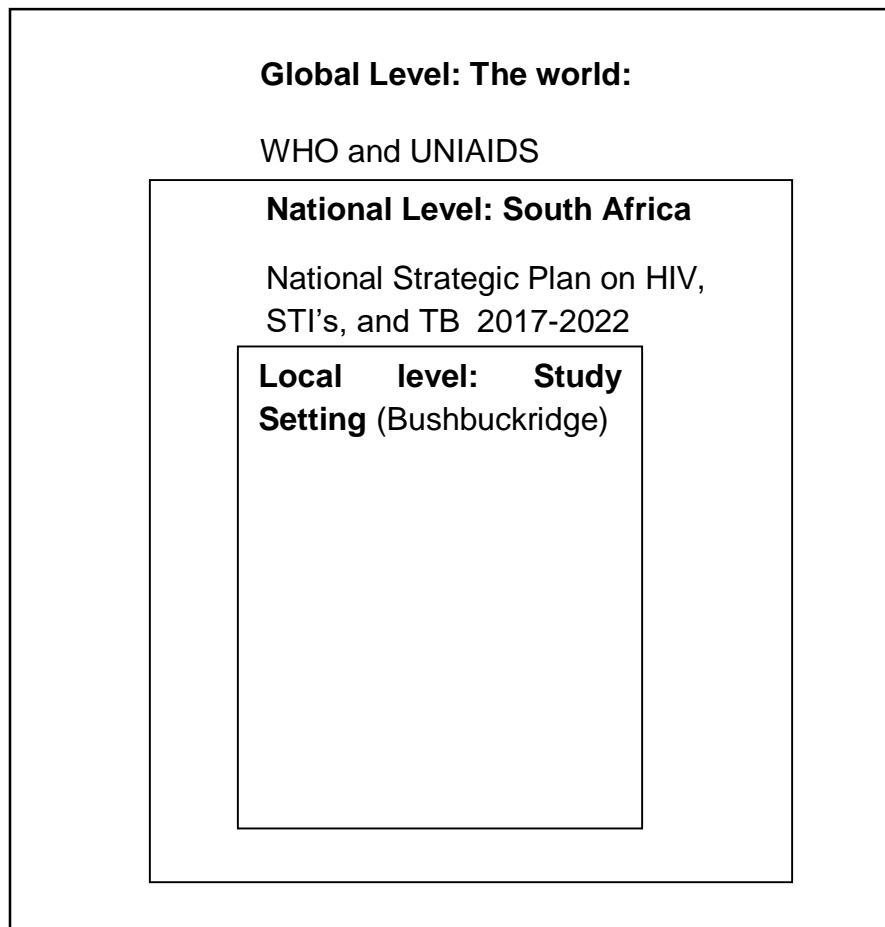 Global Level: The world:
WHO and UNIAIDS
National Level: South Africa
National Strategic Plan on HIV,
STI's, and TB 2017-2022
Local level: Study
Setting (Bushbuckridge)